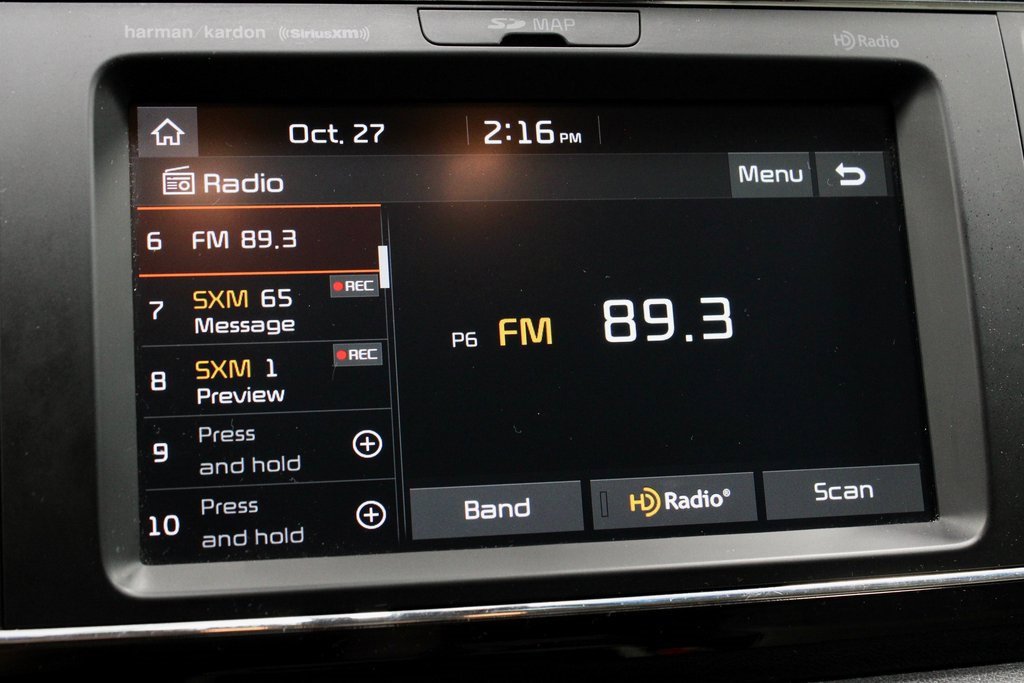 harman/kardon ((SiriusXM))
SD MAP
HD Radio
Oct. 27
2:16 PM
Radio
Menu
6 FM 89.3
7 SXM 65
Message
REC
8 SXM 1
Preview
REC
9 Press
and hold
10 Press
and hold
P6 FM 89.3
Band
HD Radio®
Scan